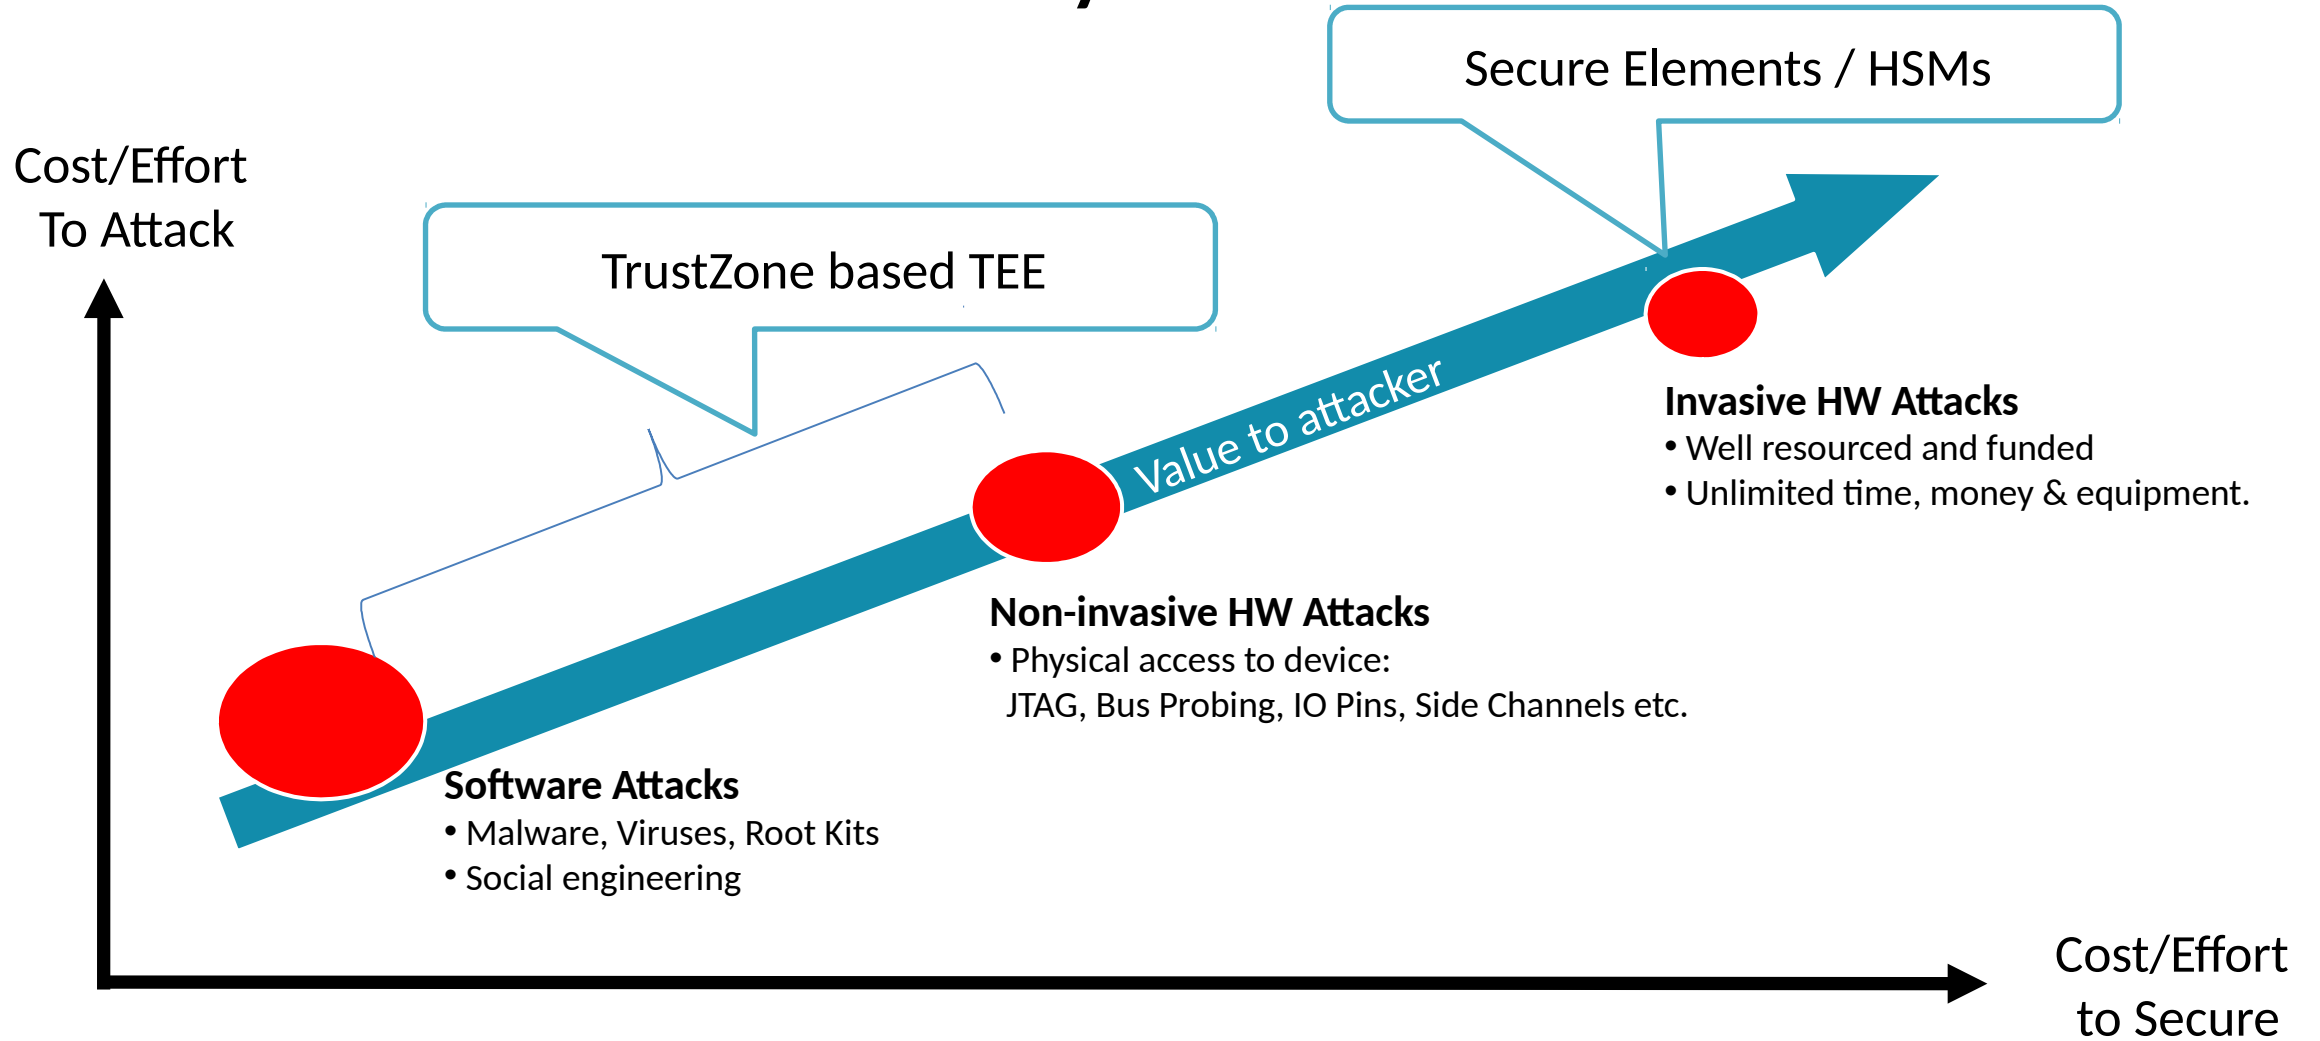 Secure Elements / HSMs
Cost/Effort
To Attack
TrustZone based TEE
Value to attacker
Invasive HW Attacks
• Well resourced and funded
• Unlimited time, money & equipment.
Non-invasive HW Attacks
• Physical access to device:
JTAG, Bus Probing, IO Pins, Side Channels etc.
Software Attacks
• Malware, Viruses, Root Kits
• Social engineering
Cost/Effort
to Secure